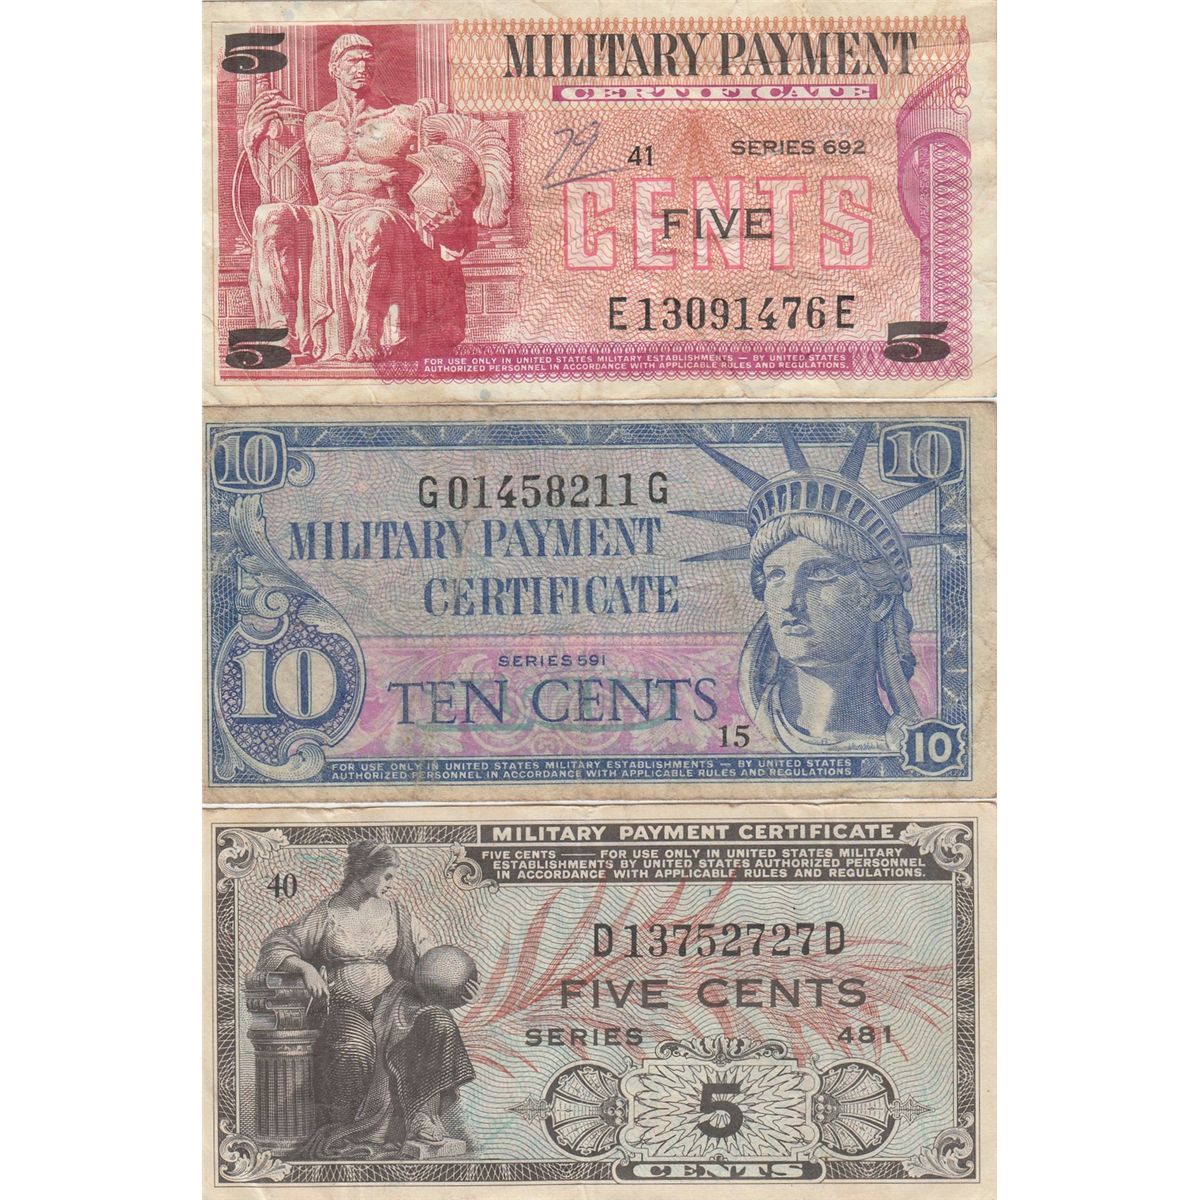 5
MILITARY PAYMENT
CERTIFICATE
79
41 SERIES 692
CENTS
FIVE
E13091476E
5 5
FOR USE ONLY IN UNITED STATES MILITARY ESTABLISHMENTS — BY UNITED STATES
AUTHORIZED PERSONNEL IN ACCORDANCE WITH APPLICABLE RULES AND REGULATIONS.
10 10
G01458211G
MILITARY PAYMENT
CERTIFICATE
SERIES 591
10 TEN CENTS
15
10
FOR USE ONLY IN UNITED STATES MILITARY ESTABLISHMENTS — BY UNITED STATES
AUTHORIZED PERSONNEL IN ACCORDANCE WITH APPLICABLE RULES AND REGULATIONS.
MILITARY PAYMENT CERTIFICATE
FIVE CENTS — FOR USE ONLY IN UNITED STATES MILITARY
ESTABLISHMENTS BY UNITED STATES AUTHORIZED PERSONNEL
IN ACCORDANCE WITH APPLICABLE RULES AND REGULATIONS.
40
D13752727D
FIVE CENTS
SERIES 481
5
CENTS